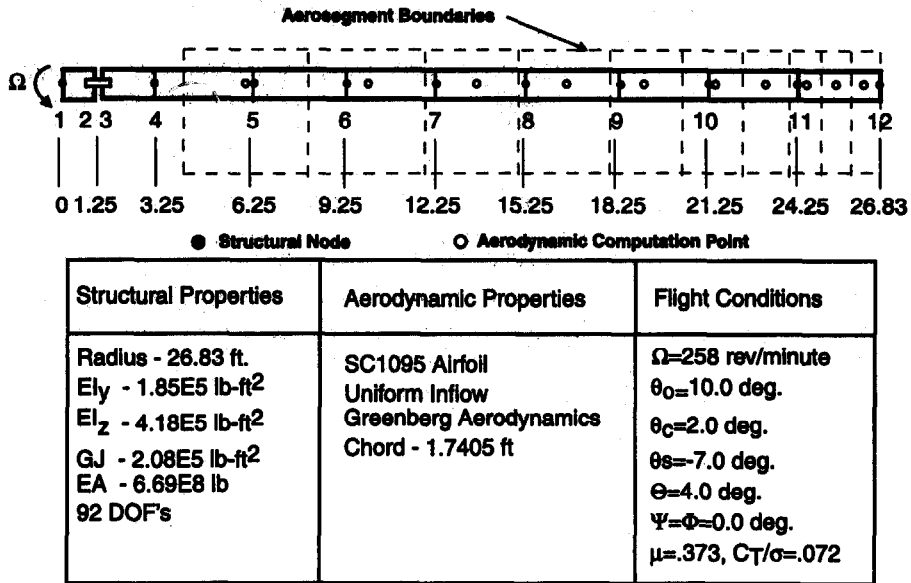 Aerosegment Boundaries
Ω
1 2 3 4 5 6 7 8 9 10 11 12
0 1.25 3.25 6.25 9.25 12.25 15.25 18.25 21.25 24.25 26.83
● Structural Node ○ Aerodynamic Computation Point
Structural Properties
Radius - 26.83 ft.
EIy - 1.85E5 lb-ft²
EIz - 4.18E5 lb-ft²
GJ - 2.08E5 lb-ft²
EA - 6.69E8 lb
92 DOF's
Aerodynamic Properties
SC1095 Airfoil
Uniform Inflow
Greenberg Aerodynamics
Chord - 1.7405 ft
Flight Conditions
Ω=258 rev/minute
θo=10.0 deg.
θc=2.0 deg.
θs=-7.0 deg.
Θ=4.0 deg.
Ψ=Φ=0.0 deg.
μ=.373, CT/σ=.072